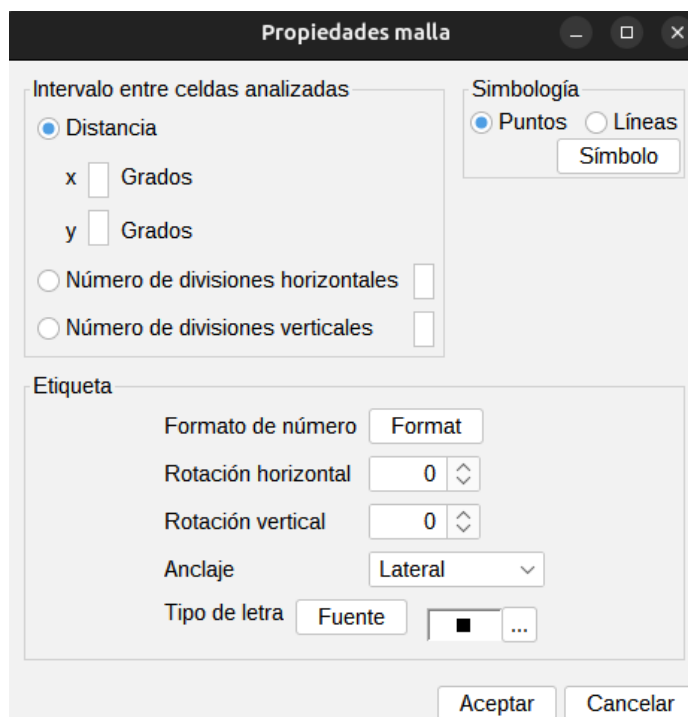 Propiedades malla
Intervalo entre celdas analizadas
Distancia
x Grados
y Grados
Número de divisiones horizontales
Número de divisiones verticales
Simbología
Puntos Líneas
Símbolo
Etiqueta
Formato de número Format
Rotación horizontal 0
Rotación vertical 0
Anclaje Lateral
Tipo de letra Fuente ...
Aceptar Cancelar